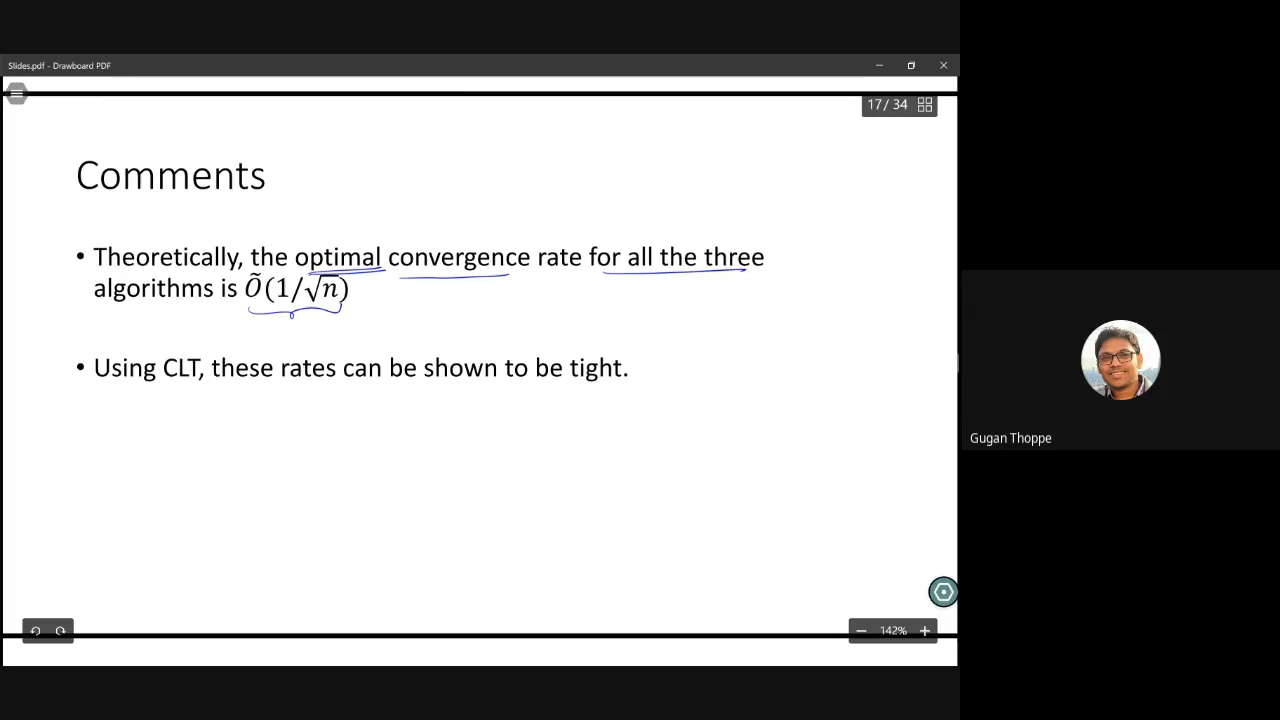 Slides.pdf - Drawboard PDF
17 / 34
Comments
• Theoretically, the optimal convergence rate for all the three
algorithms is Õ(1/√n)
• Using CLT, these rates can be shown to be tight.
Gugan Thoppe
142%